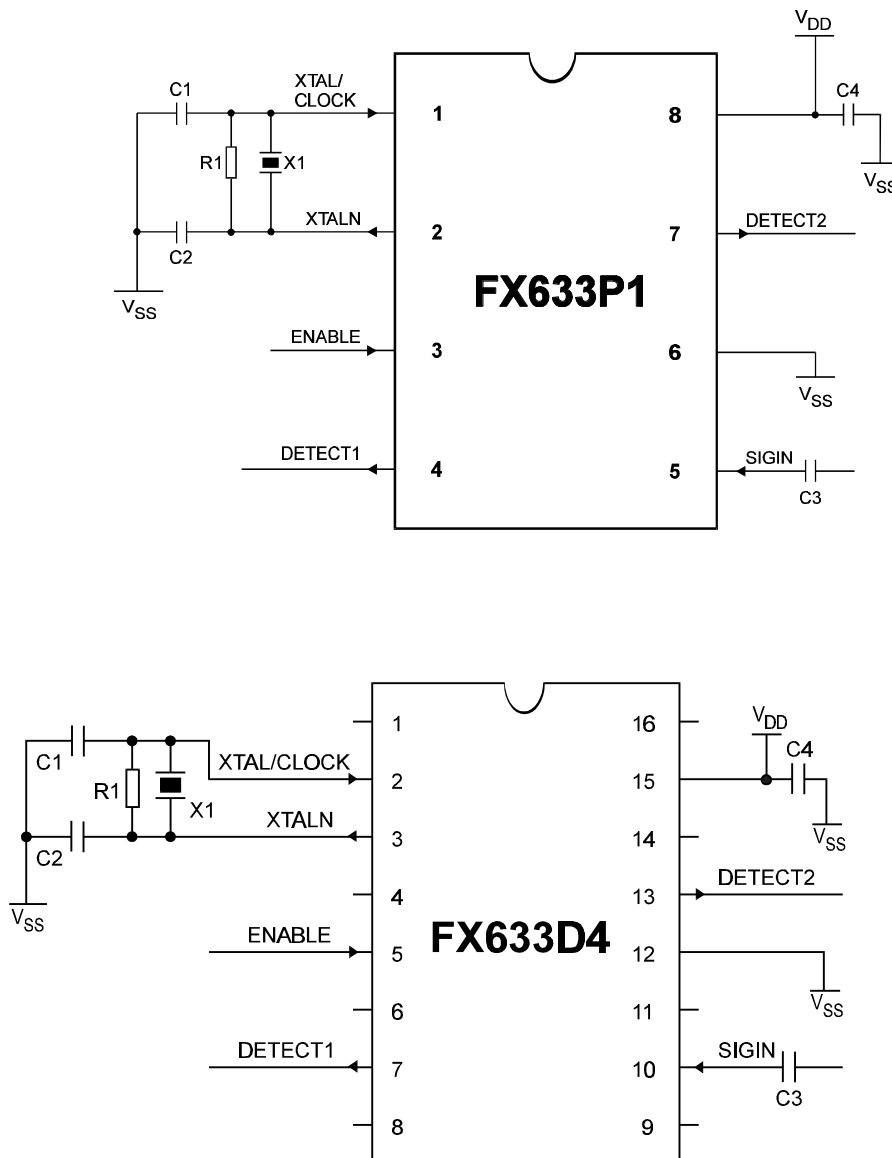 VDD
C1
XTAL/
CLOCK
1
8
C4
R1
X1
VSS
XTALN
2
7
DETECT2
C2
VSS
FX633P1
ENABLE
3
6
VSS
DETECT1
4
5
SIGIN
C3
1
16
VDD
C1
XTAL/CLOCK
2
15
C4
R1
X1
XTALN
3
14
VSS
C2
4
13
DETECT2
VSS
FX633D4
ENABLE
5
12
6
11
VSS
DETECT1
7
10
SIGIN
C3
8
9